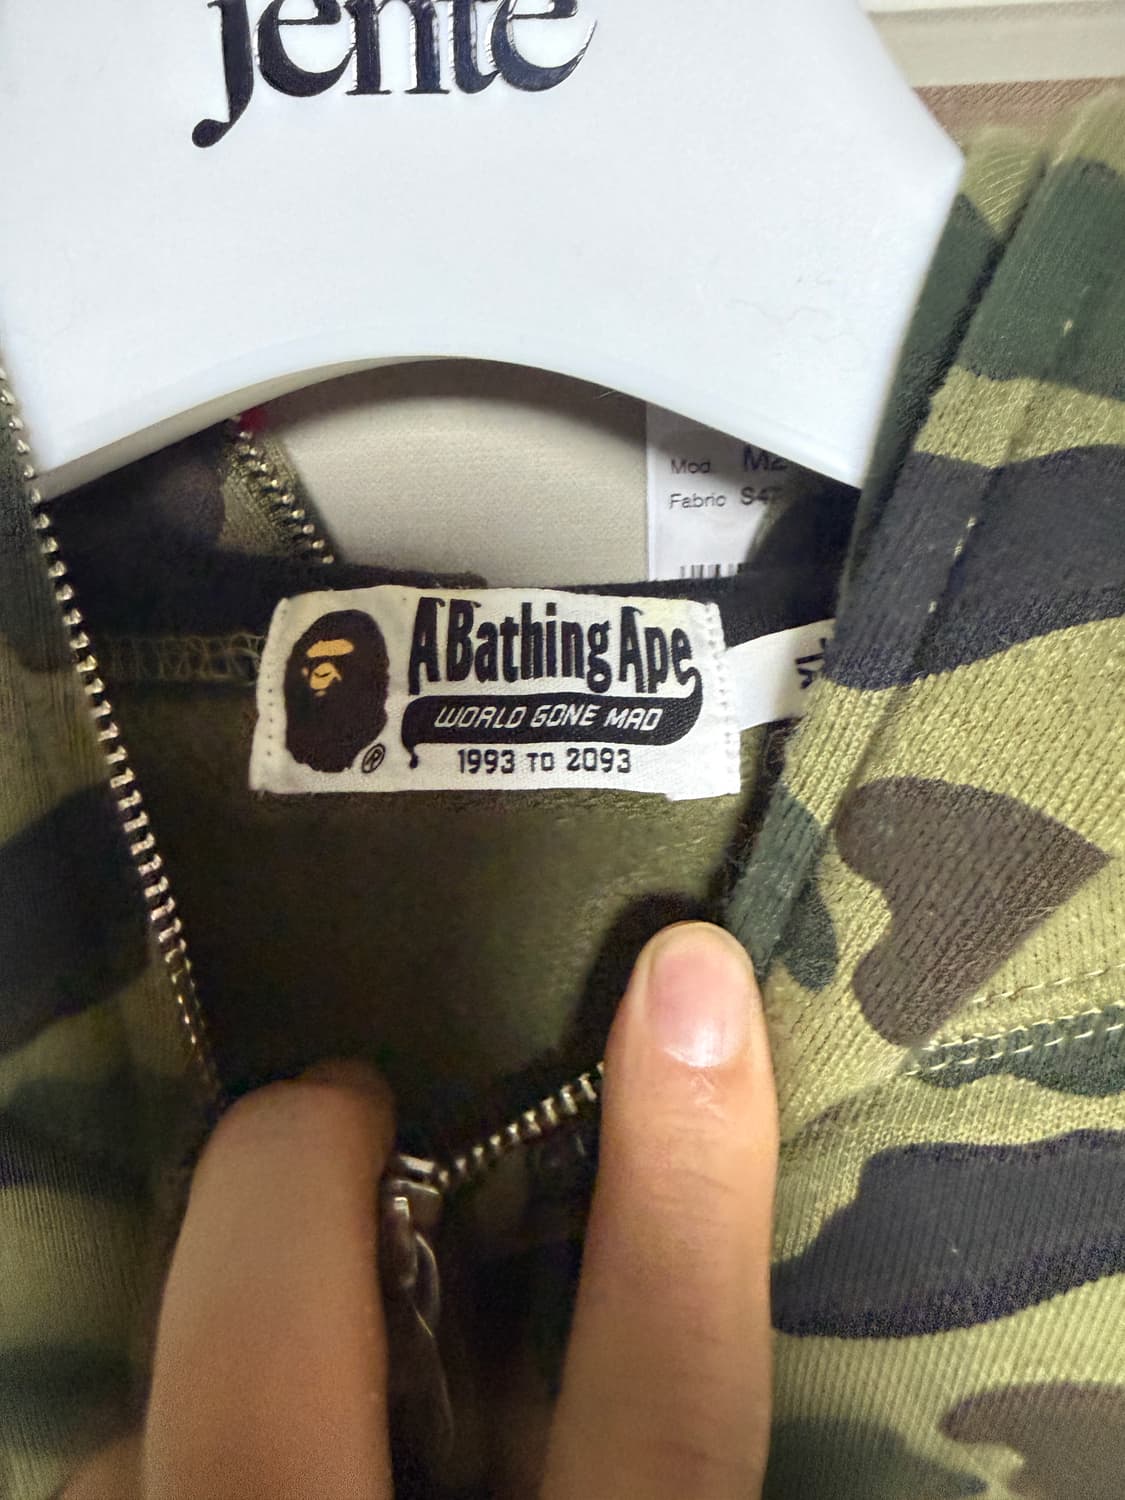 jente
Mod.
Fabric
A Bathing Ape
®
WORLD GONE MAD
1993 TO 2093